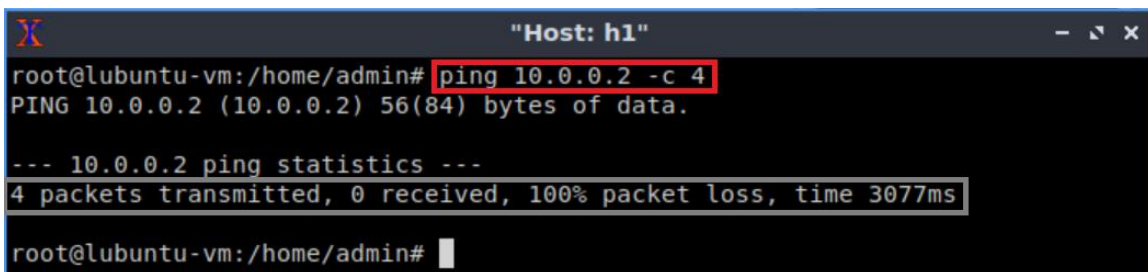 "Host: h1"
root@lubuntu-vm:/home/admin# ping 10.0.0.2 -c 4
PING 10.0.0.2 (10.0.0.2) 56(84) bytes of data.
--- 10.0.0.2 ping statistics ---
4 packets transmitted, 0 received, 100% packet loss, time 3077ms
root@lubuntu-vm:/home/admin#